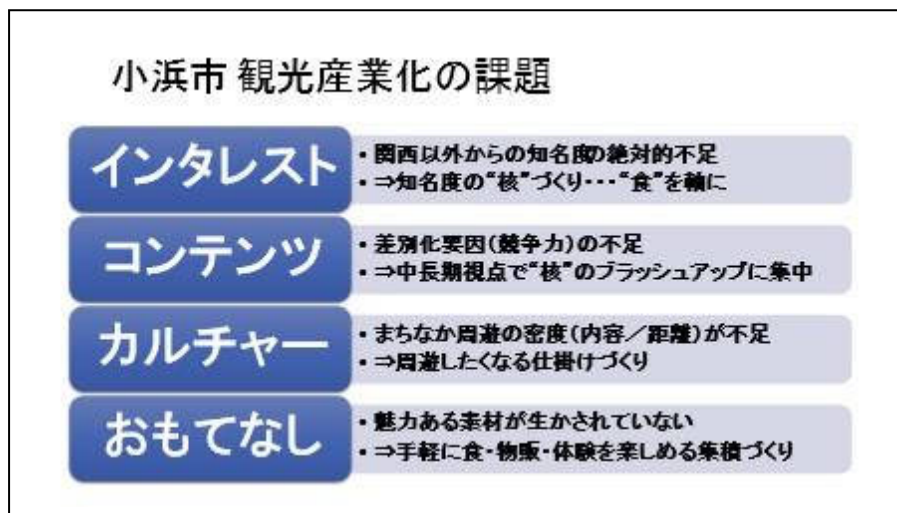 小浜市 観光産業化の課題
インタレスト
・関西以外からの知名度の絶対的不足
・⇒知名度の“核”づくり・・・“食”を軸に
コンテンツ
・差別化要因(競争力)の不足
・⇒中長期視点で“核”のブラッシュアップに集中
カルチャー
・まちなか周遊の密度(内容／距離)が不足
・⇒周遊したくなる仕掛けづくり
おもてなし
・魅力ある素材が生かされていない
・⇒手軽に食・物販・体験を楽しめる集積づくり